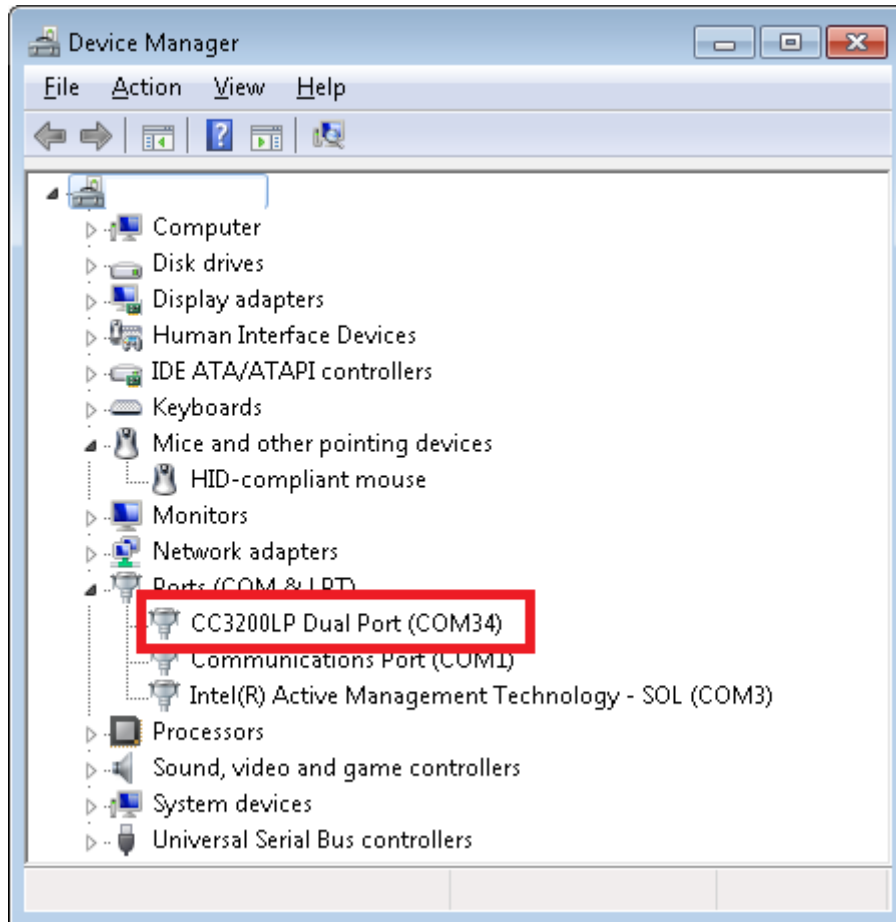 Device Manager
File Action View Help
Computer
Disk drives
Display adapters
Human Interface Devices
IDE ATA/ATAPI controllers
Keyboards
Mice and other pointing devices
HID-compliant mouse
Monitors
Network adapters
Ports (COM & LPT)
CC3200LP Dual Port (COM34)
Communications Port (COM1)
Intel(R) Active Management Technology - SOL (COM3)
Processors
Sound, video and game controllers
System devices
Universal Serial Bus controllers